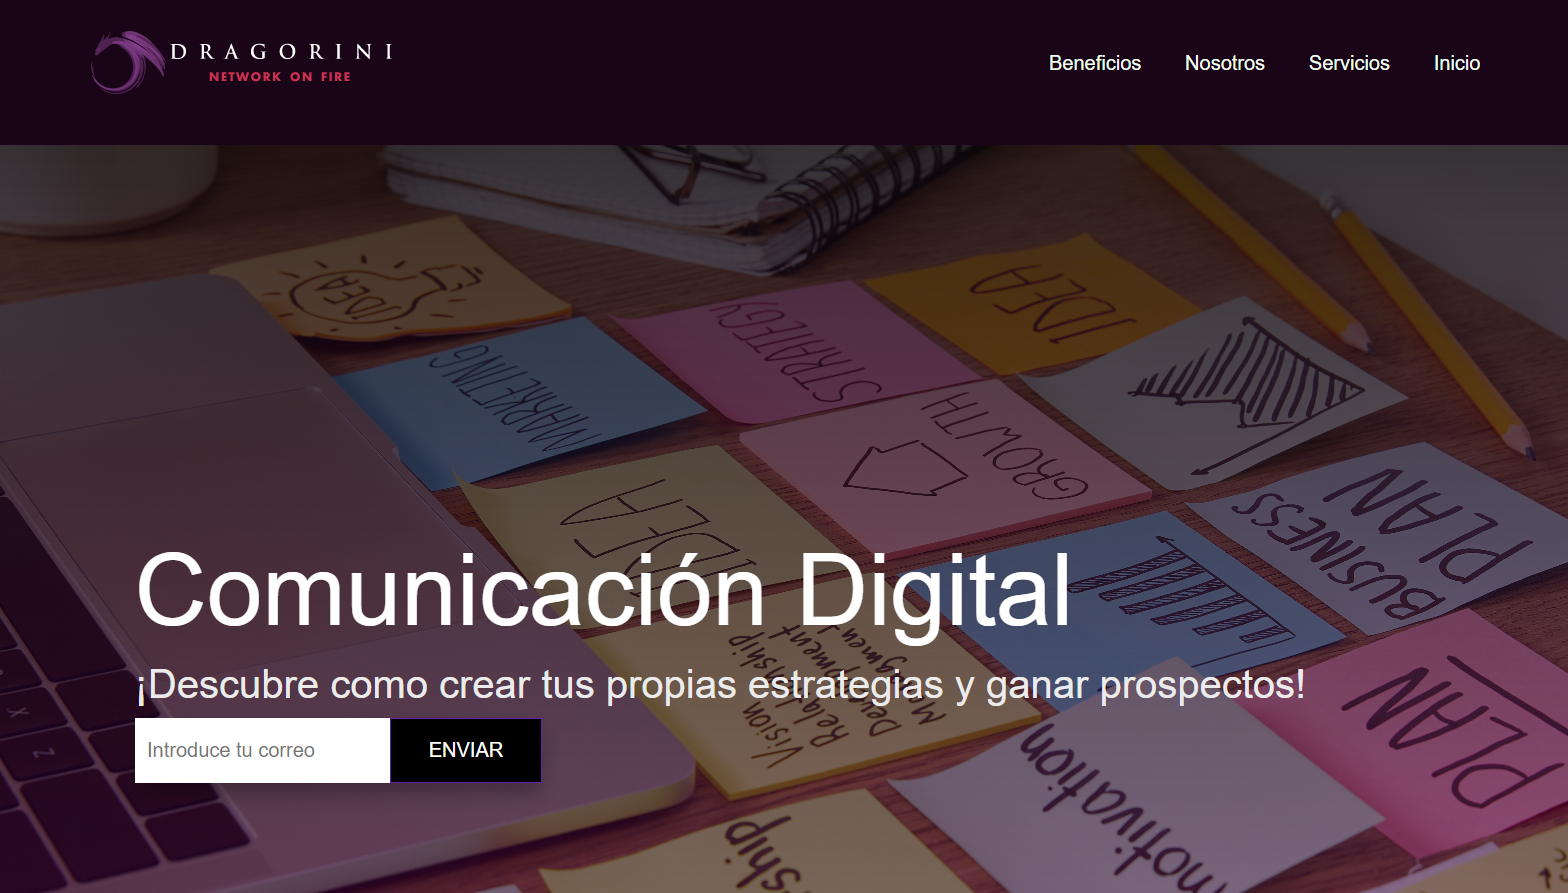 DRAGORINI
NETWORK ON FIRE
Beneficios Nosotros Servicios Inicio
IDEA
MARKETING
STRATEGY
IDEA
GROWTH
IDEA
BUSINESS
PLAN
Comunicación Digital
¡Descubre como crear tus propias estrategias y ganar prospectos!
Introduce tu correo ENVIAR
Vision
Relationship
Development
PLAN
motivation
ship
X
Z